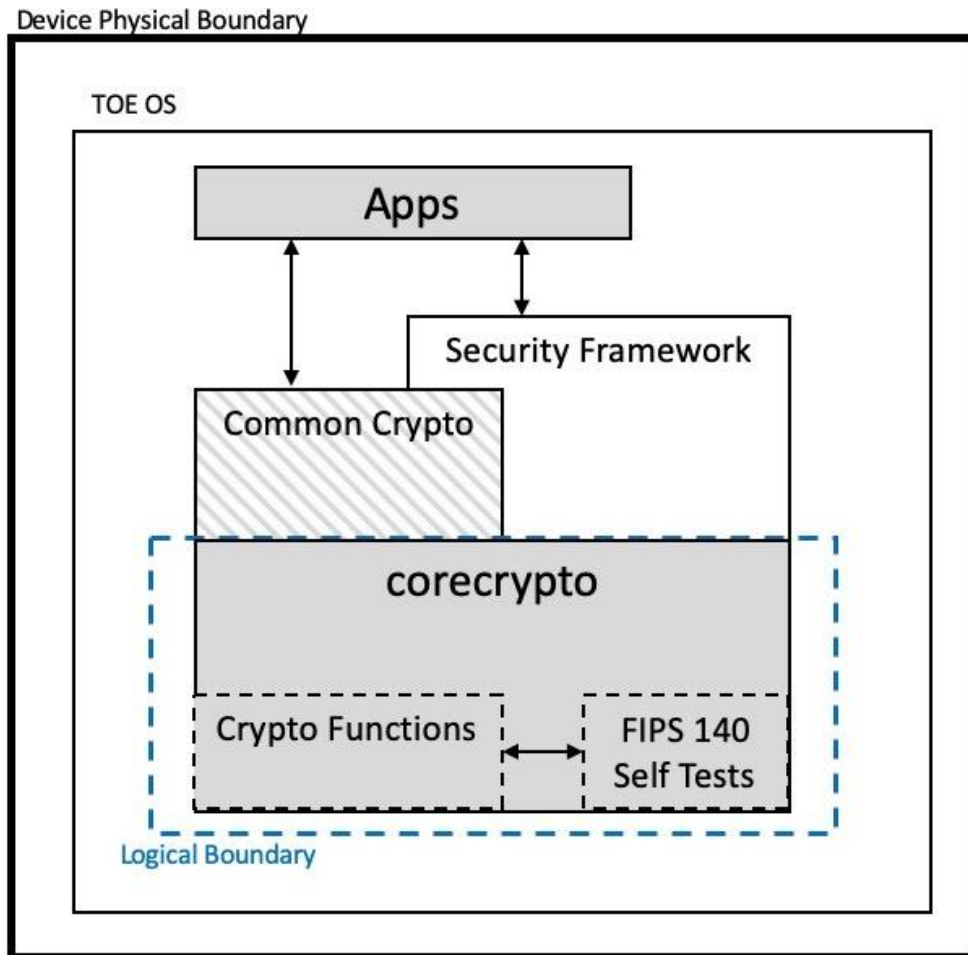 Device Physical Boundary
TOE OS
Apps
Security Framework
Common Crypto
corecrypto
Crypto Functions
FIPS 140
Self Tests
Logical Boundary